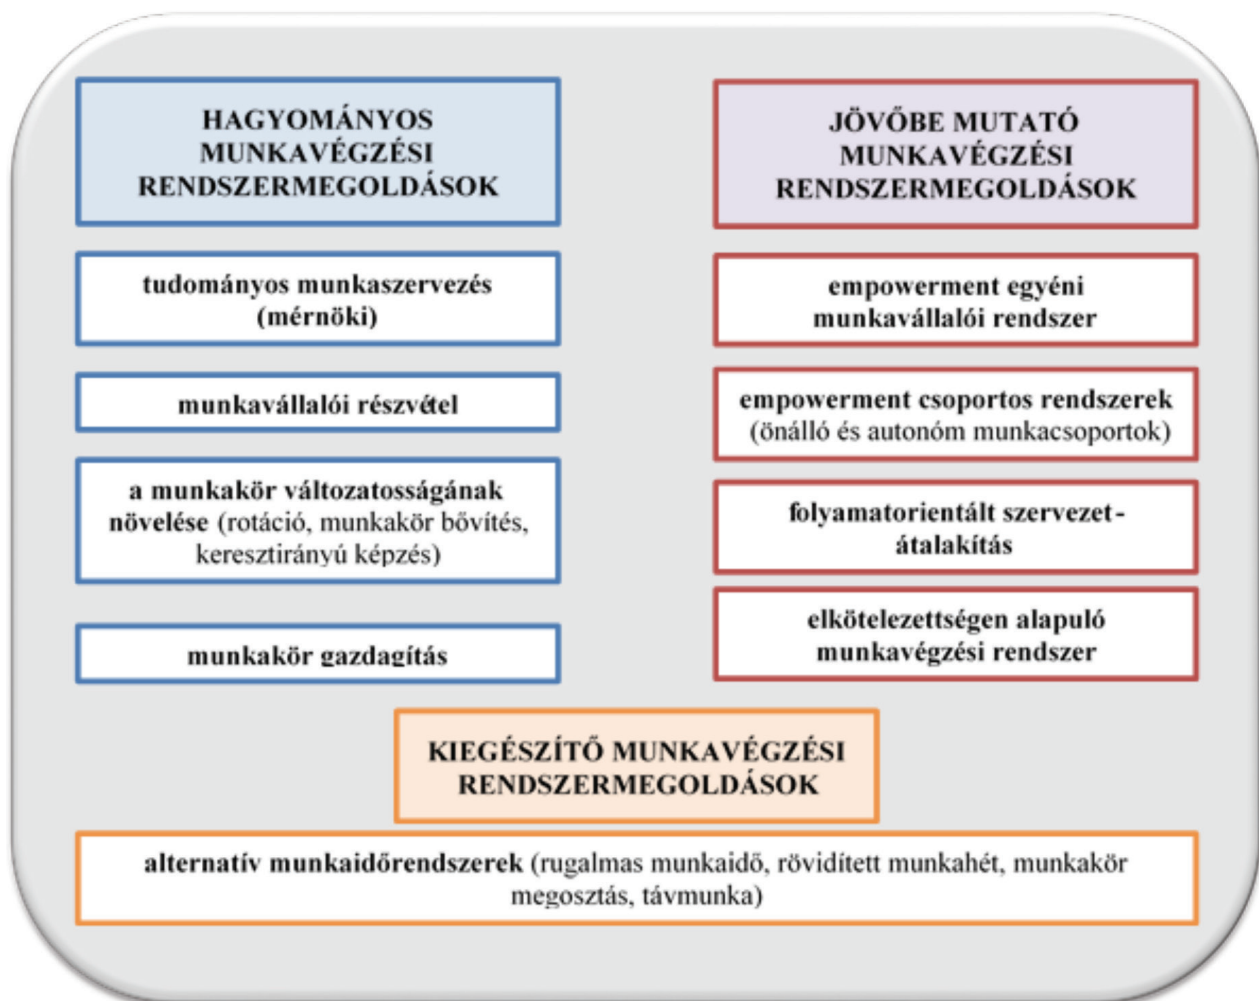 HAGYOMÁNYOS
MUNKAVÉGZÉSI
RENDSZERMEGOLDÁSOK
tudományos munkaszervezés
(mérnöki)
munkavállalói részvétel
a munkakör változatosságának
növelése (rotáció, munkakör bővítés,
keresztirányú képzés)
munkakör gazdagítás
JÖVŐBE MUTATÓ
MUNKAVÉGZÉSI
RENDSZERMEGOLDÁSOK
empowerment egyéni
munkavállalói rendszer
empowerment csoportos rendszerek
(önálló és autonóm munkacsoportok)
folyamatorientált szervezet-
átalakítás
elkötelezettségen alapuló
munkavégzési rendszer
KIEGÉSZÍTŐ MUNKAVÉGZÉSI
RENDSZERMEGOLDÁSOK
alternatív munkaidőrendszerek (rugalmas munkaidő, rövidített munkahét, munkakör
megosztás, távmunka)